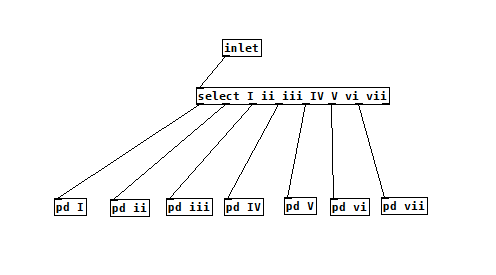 inlet
select I ii iii IV V vi vii
pd I
pd ii
pd iii
pd IV
pd V
pd vi
pd vii